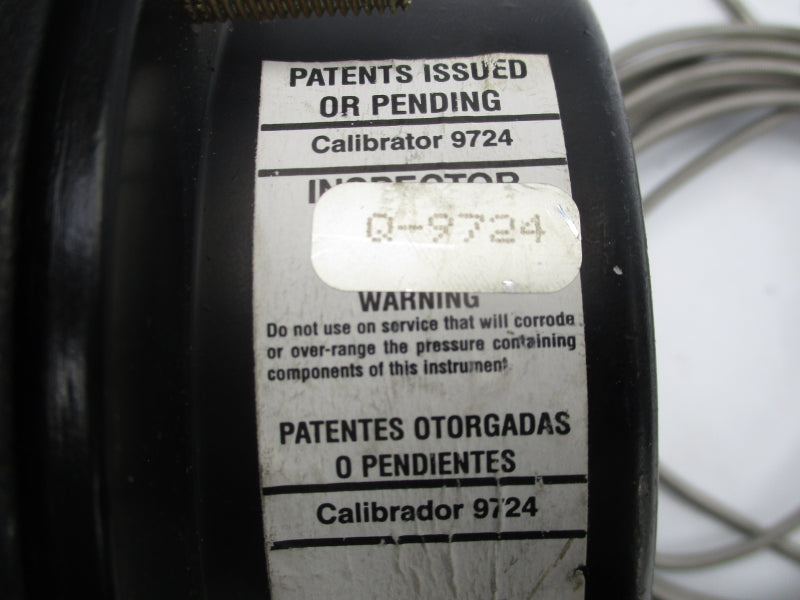 PATENTS ISSUED
OR PENDING
Calibrator 9724
INSPECTOR
Q-9724
WARNING
Do not use on service that will corrode
or over-range the pressure containing
components of this instrument
PATENTES OTORGADAS
O PENDIENTES
Calibrador 9724